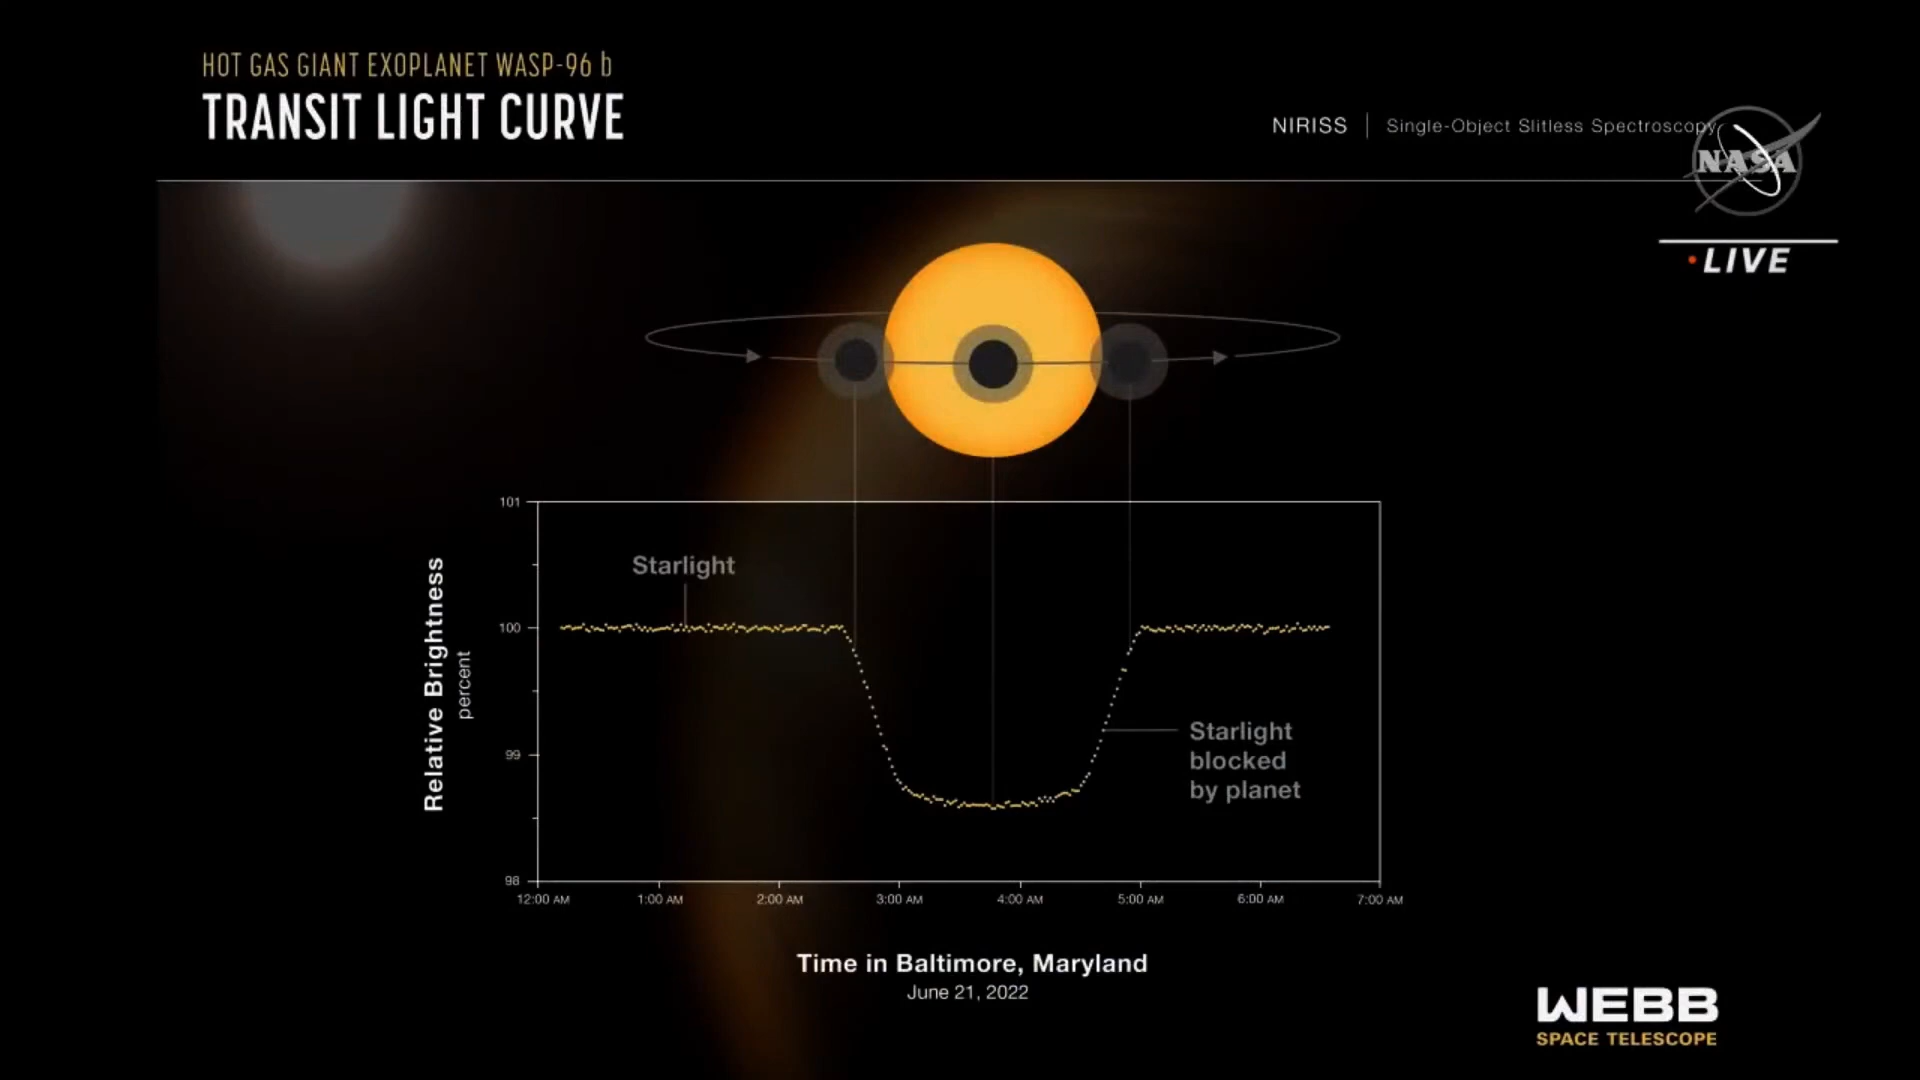 HOT GAS GIANT EXOPLANET WASP-96 b
TRANSIT LIGHT CURVE
NIRISS | Single-Object Slitless Spectroscopy
NASA
LIVE
101
100
99
98
Relative Brightness
percent
Starlight
Starlight
blocked
by planet
12:00 AM 1:00 AM 2:00 AM 3:00 AM 4:00 AM 5:00 AM 6:00 AM 7:00 AM
Time in Baltimore, Maryland
June 21, 2022
WEBB
SPACE TELESCOPE